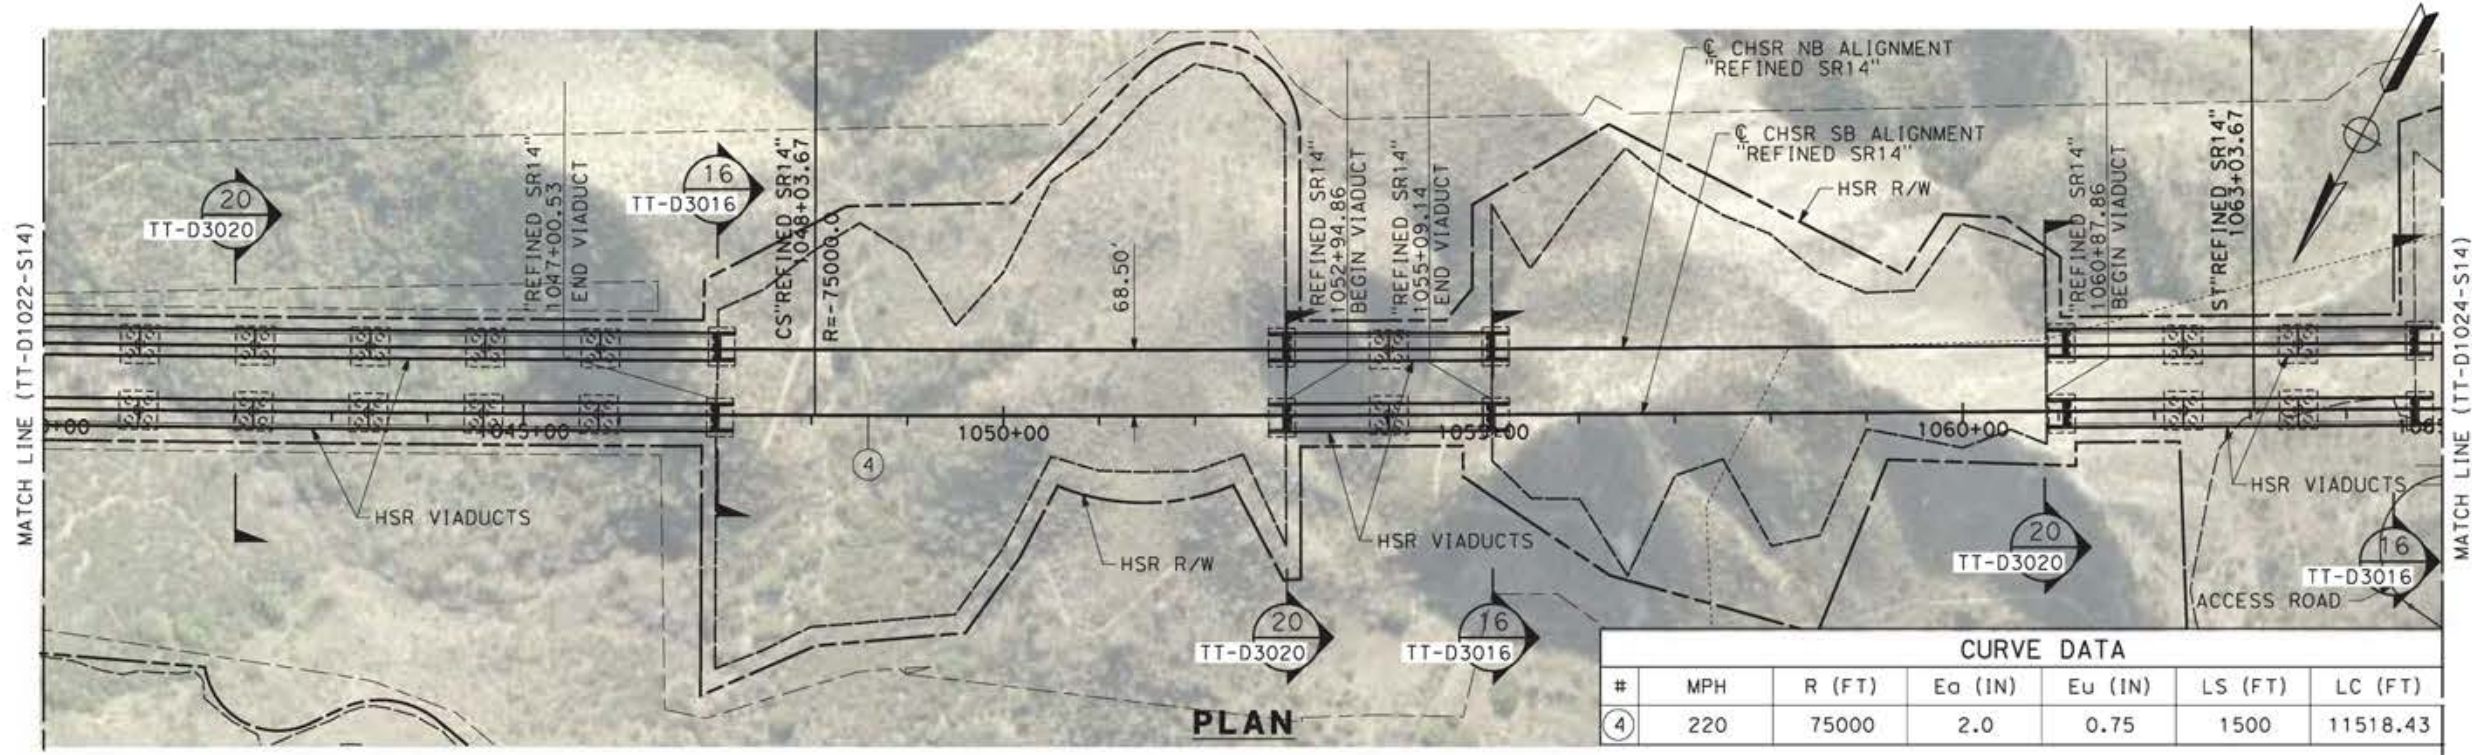 ℄ CHSR NB ALIGNMENT
"REFINED SR14"
℄ CHSR SB ALIGNMENT
"REFINED SR14"
HSR R/W
MATCH LINE (TT-D1022-S14)
20
TT-D3020
"REFINED SR14"
1047+00.53
END VIADUCT
16
TT-D3016
CS"REFINED SR14"
1048+03.67
R=-75000.0
68.50'
"REFINED SR14"
1052+94.86
BEGIN VIADUCT
"REFINED SR14"
1055+09.14
END VIADUCT
"REFINED SR14"
1060+87.86
BEGIN VIADUCT
ST"REFINED SR14"
1063+03.67
MATCH LINE (TT-D1024-S14)
1045+00
4
1050+00
1055+00
1060+00
HSR VIADUCTS
HSR R/W
HSR VIADUCTS
HSR VIADUCTS
20
TT-D3020
16
TT-D3016
20
TT-D3020
16
TT-D3016
ACCESS ROAD
PLAN
CURVE DATA
# MPH R (FT) Ea (IN) Eu (IN) LS (FT) LC (FT)
4 220 75000 2.0 0.75 1500 11518.43